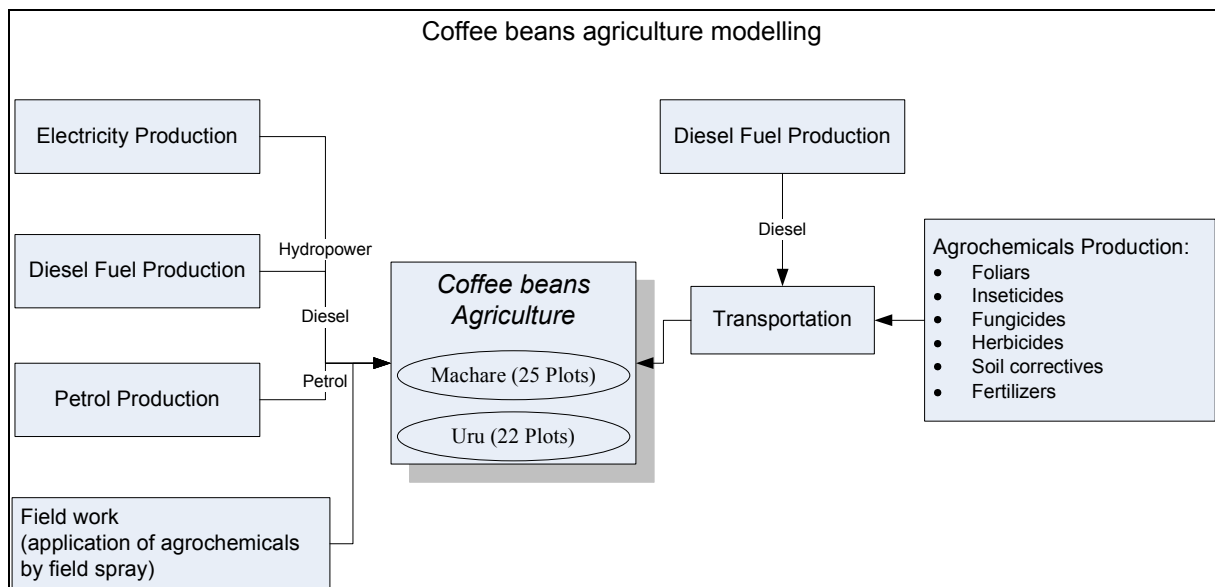 Coffee beans agriculture modelling
Electricity Production
Diesel Fuel Production
Hydropower
Diesel Fuel Production
Diesel
Agrochemicals Production:
• Foliars
• Inseticides
• Fungicides
• Herbicides
• Soil correctives
• Fertilizers
Coffee beans
Agriculture
Transportation
Diesel
Machare (25 Plots)
Petrol
Petrol Production
Uru (22 Plots)
Field work
(application of agrochemicals
by field spray)